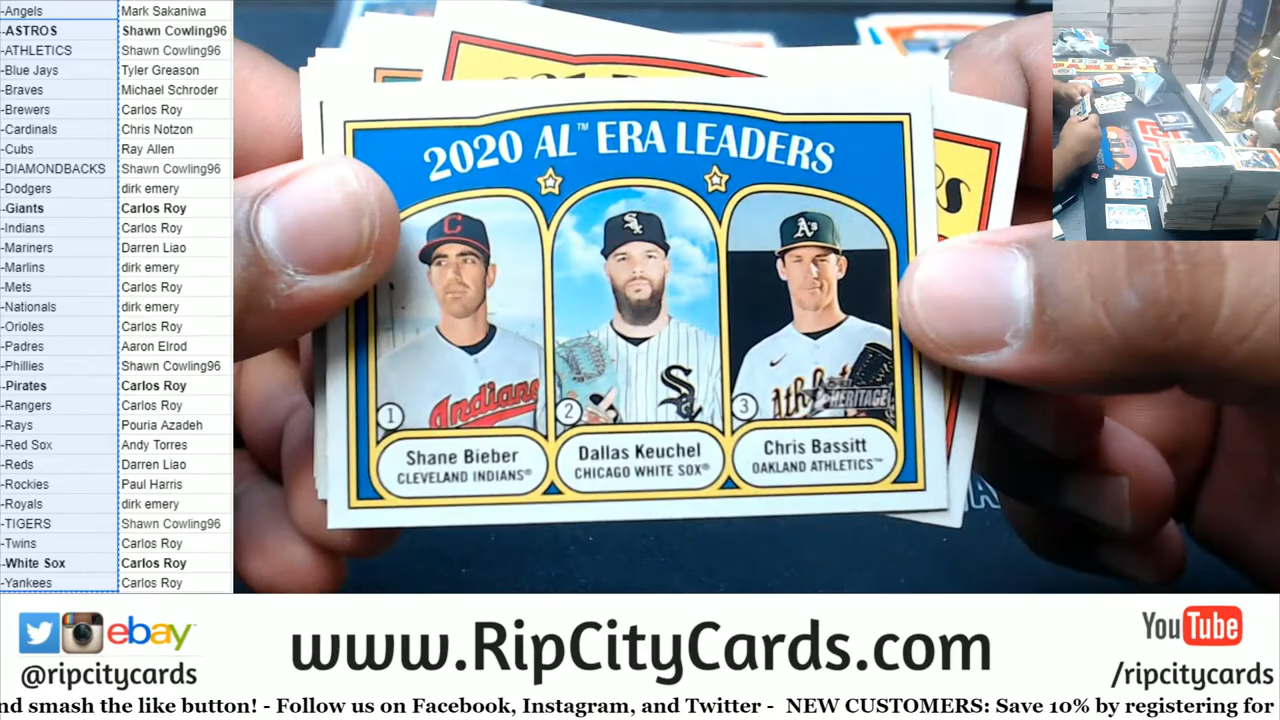 -Angels Mark Sakaniwa
-ASTROS Shawn Cowling96
-ATHLETICS Shawn Cowling96
-Blue Jays Tyler Greason
-Braves Michael Schroder
-Brewers Carlos Roy
-Cardinals Chris Notzon
-Cubs Ray Allen
-DIAMONDBACKS Shawn Cowling96
-Dodgers dirk emery
-Giants Carlos Roy
-Indians Carlos Roy
-Mariners Darren Liao
-Marlins dirk emery
-Mets Carlos Roy
-Nationals dirk emery
-Orioles Carlos Roy
-Padres Aaron Elrod
-Phillies Shawn Cowling96
-Pirates Carlos Roy
-Rangers Carlos Roy
-Rays Pouria Azadeh
-Red Sox Andy Torres
-Reds Darren Liao
-Rockies Paul Harris
-Royals dirk emery
-TIGERS Shawn Cowling96
-Twins Carlos Roy
-White Sox Carlos Roy
-Yankees Carlos Roy
2020 AL™ ERA LEADERS
C
A's
Indians
HERITAGE
1
2
3
Shane Bieber
CLEVELAND INDIANS®
Dallas Keuchel
CHICAGO WHITE SOX®
Chris Bassitt
OAKLAND ATHLETICS™
ebay
@ripcitycards
www.RipCityCards.com
YouTube
/ripcitycards
nd smash the like button! - Follow us on Facebook, Instagram, and Twitter - NEW CUSTOMERS: Save 10% by registering for